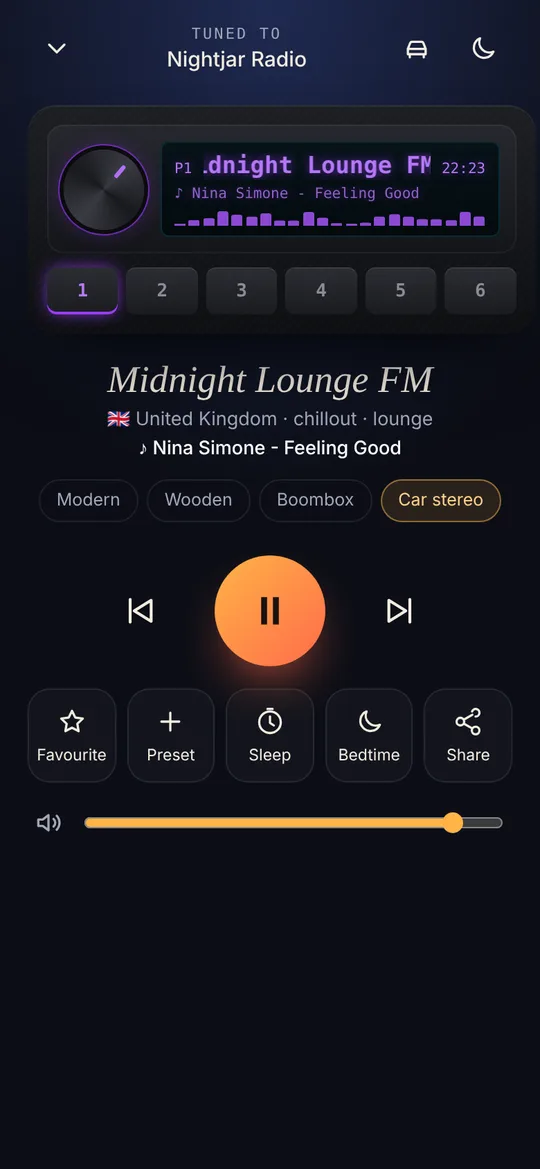 TUNED TO
Nightjar Radio
P1 dnight Lounge FM 22:23
♪ Nina Simone - Feeling Good
1 2 3 4 5 6
Midnight Lounge FM
🇬🇧 United Kingdom · chillout · lounge
♪ Nina Simone - Feeling Good
Modern Wooden Boombox Car stereo
Favourite Preset Sleep Bedtime Share